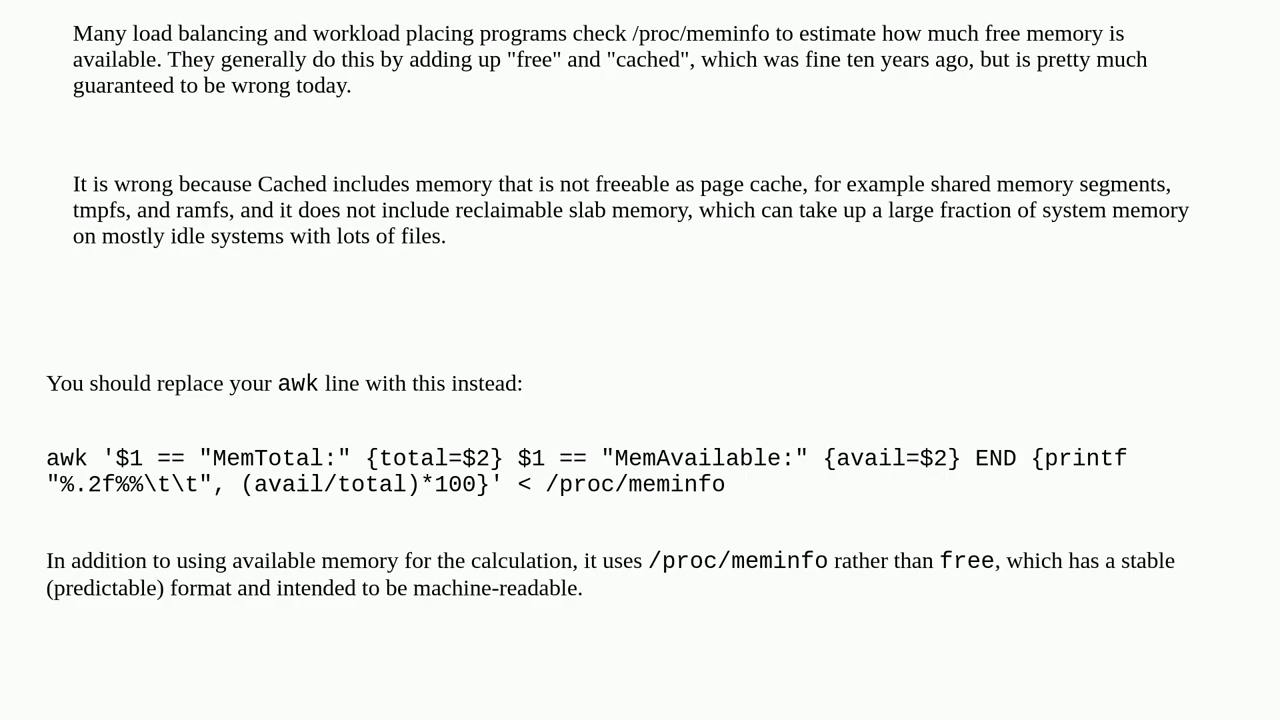 Many load balancing and workload placing programs check /proc/meminfo to estimate how much free memory is
available. They generally do this by adding up "free" and "cached", which was fine ten years ago, but is pretty much
guaranteed to be wrong today.
It is wrong because Cached includes memory that is not freeable as page cache, for example shared memory segments,
tmpfs, and ramfs, and it does not include reclaimable slab memory, which can take up a large fraction of system memory
on mostly idle systems with lots of files.
You should replace your awk line with this instead:
awk '$1 == "MemTotal:" {total=$2} $1 == "MemAvailable:" {avail=$2} END {printf
"%.2f%%\t\t", (avail/total)*100}' < /proc/meminfo
In addition to using available memory for the calculation, it uses /proc/meminfo rather than free, which has a stable
(predictable) format and intended to be machine-readable.